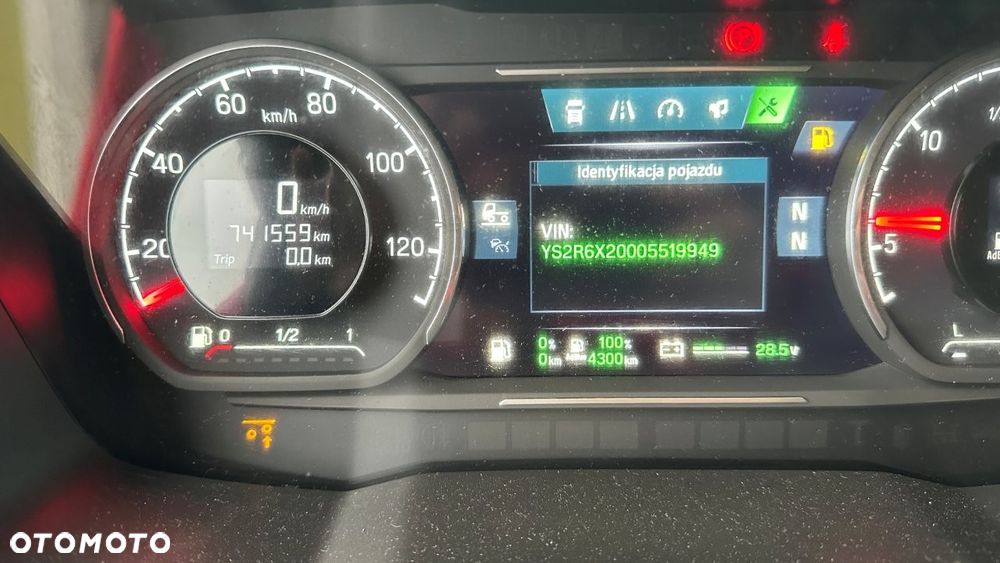 60
80
km/h
40
100
0 km/h
741559 km
20
120
Trip 0,0 km
0 1/2 1
Identyfikacja pojazdu
VIN:
YS2R6X20005519949
N
N
0% 100%
0 km 4300 km
28.5V
10
5
L
OTOMOTO